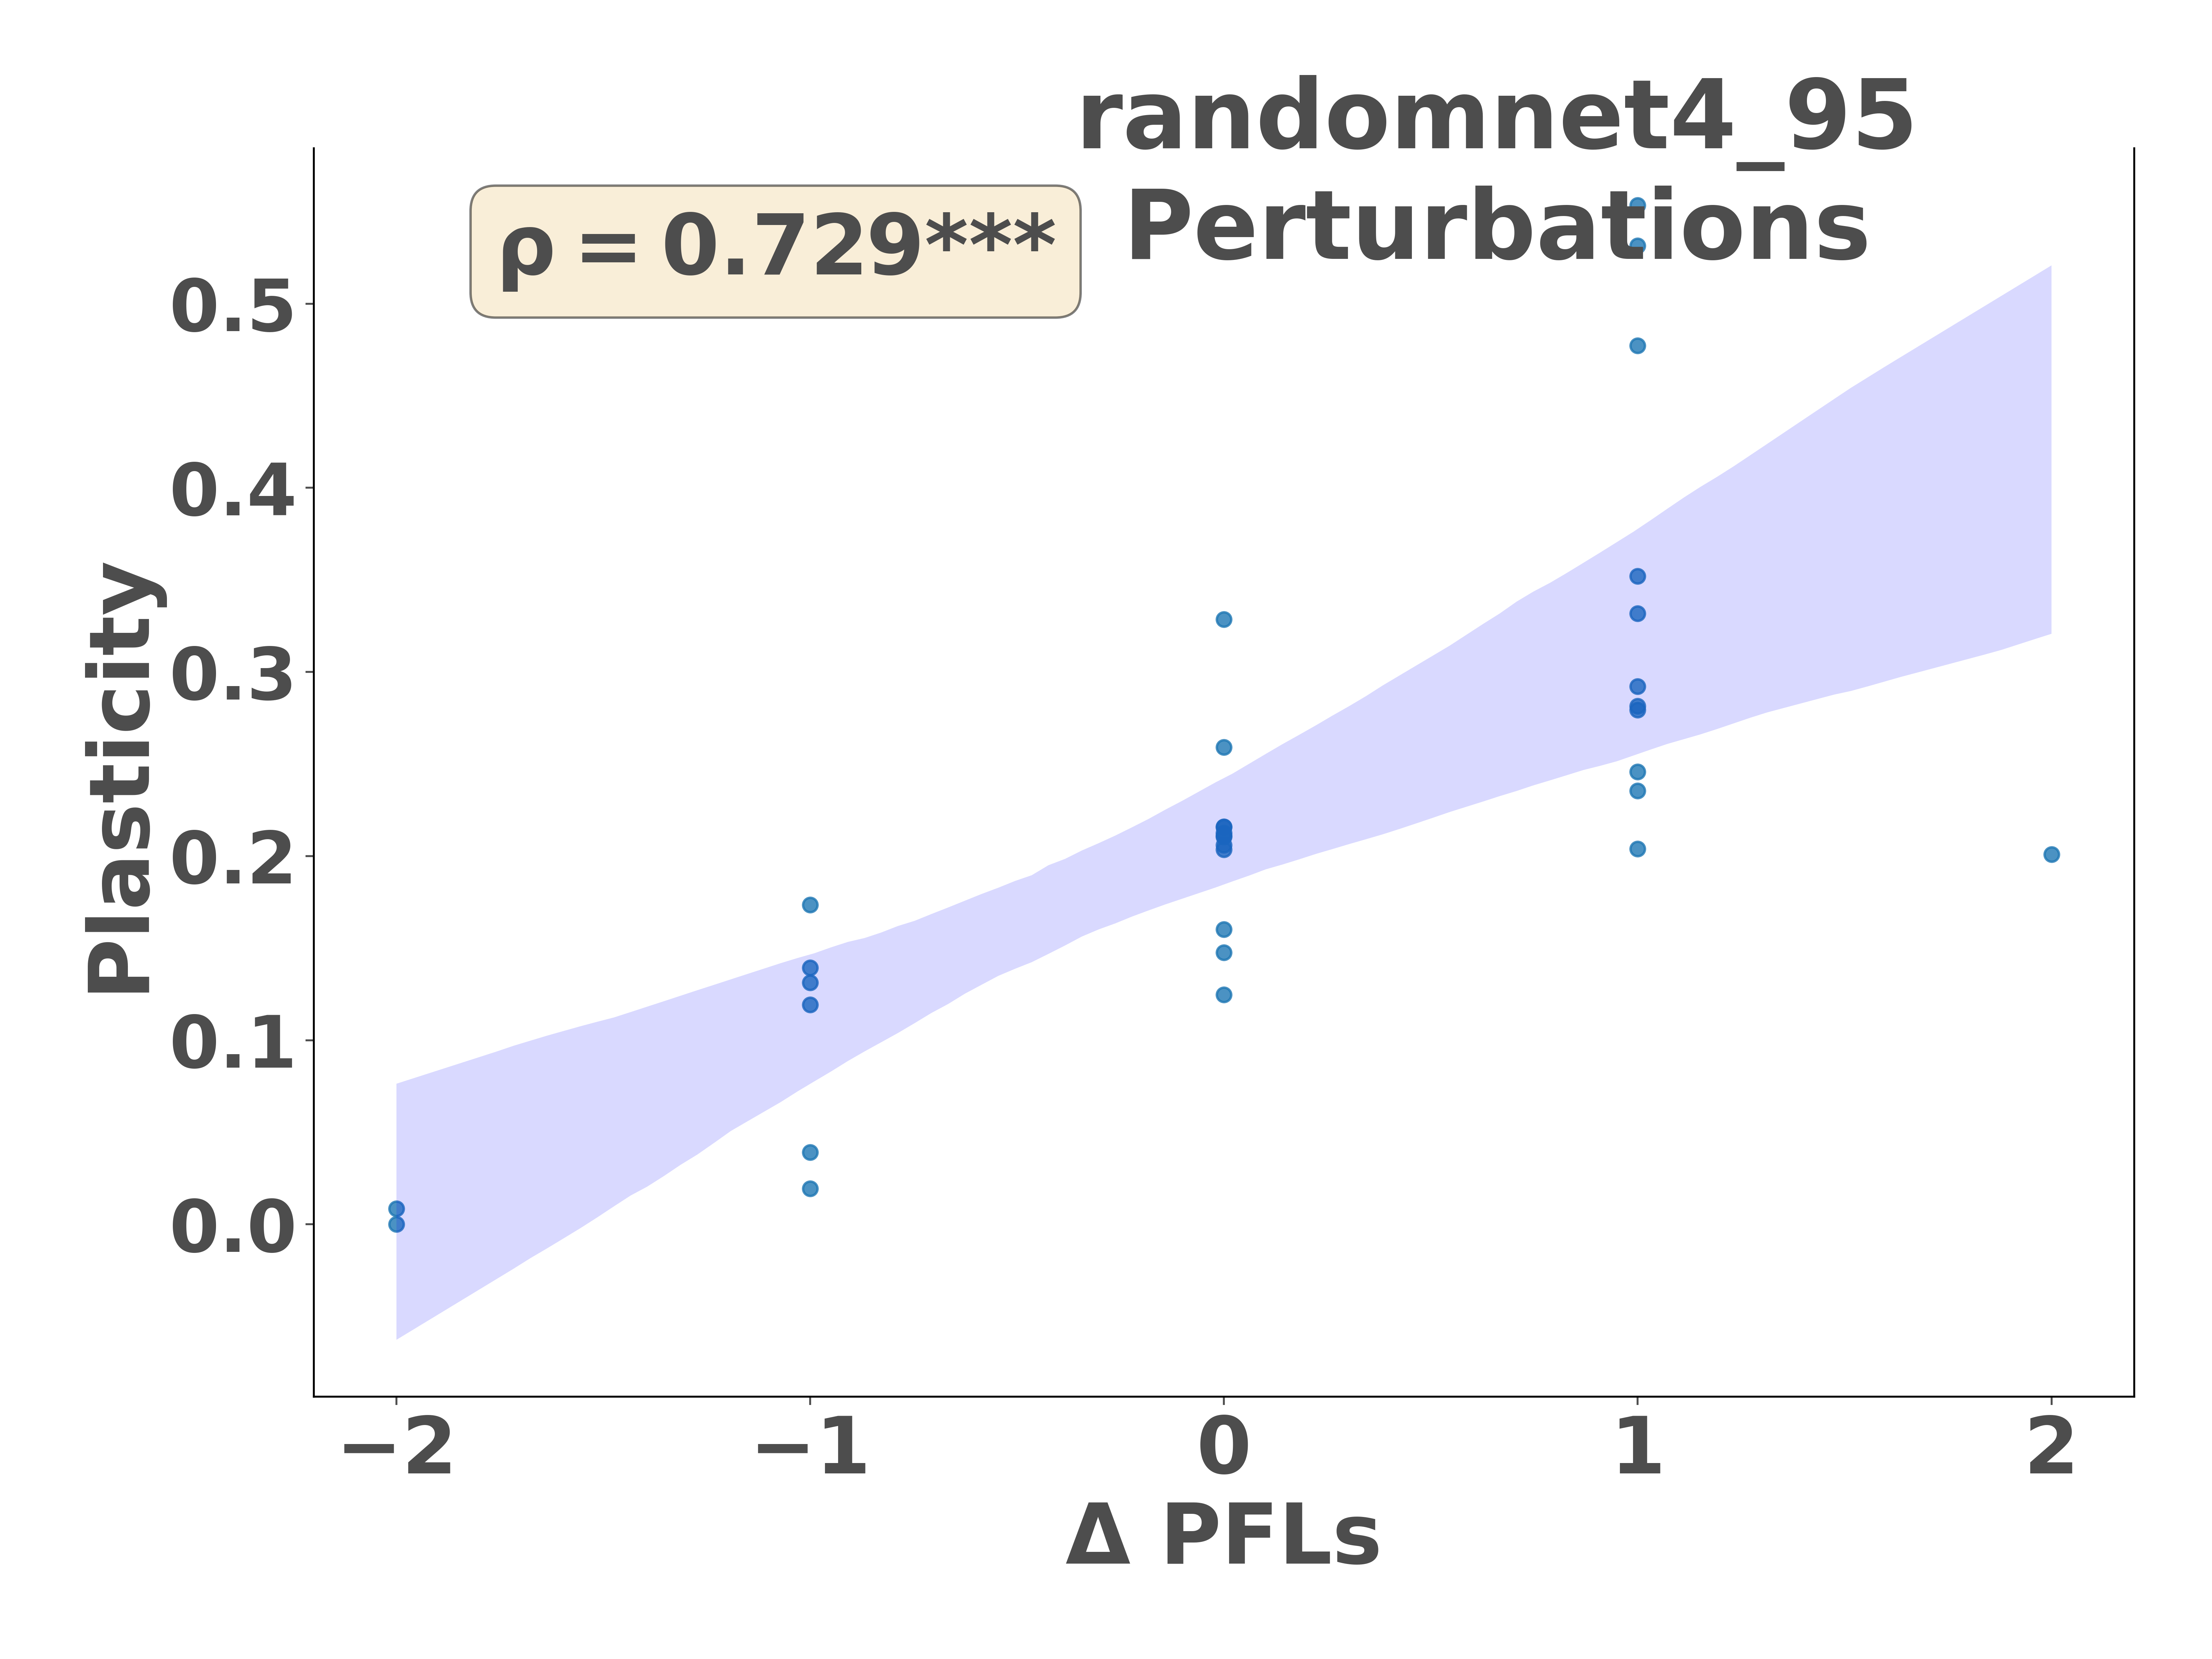 randomnet4_95
Perturbations
ρ = 0.729***
0.5
0.4
0.3
0.2
0.1
0.0
Plasticity
−2 −1 0 1 2
Δ PFLs